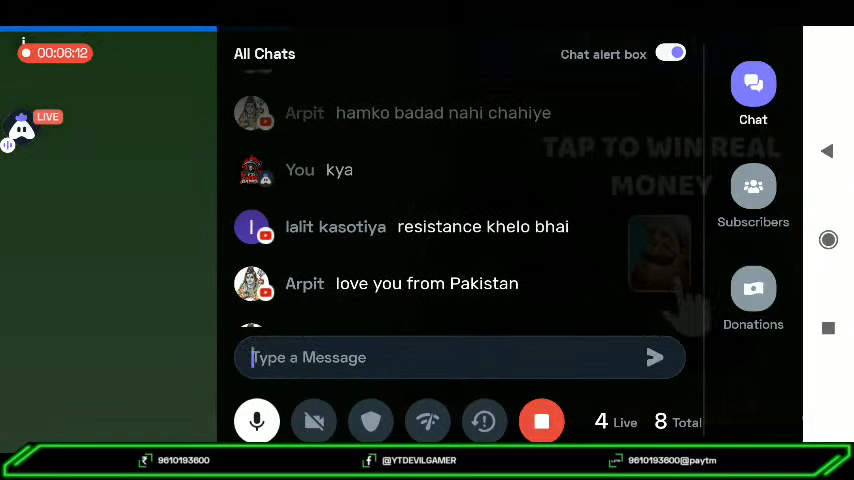 00:06:12
All Chats
Chat alert box
LIVE
Chat
Arpit hamko badad nahi chahiye
TAP TO WIN REAL
MONEY
You kya
Subscribers
lalit kasotiya resistance khelo bhai
Arpit love you from Pakistan
Donations
Type a Message
4 Live 8 Total
9610193600
@YTDEVILGAMER
9610193600@paytm